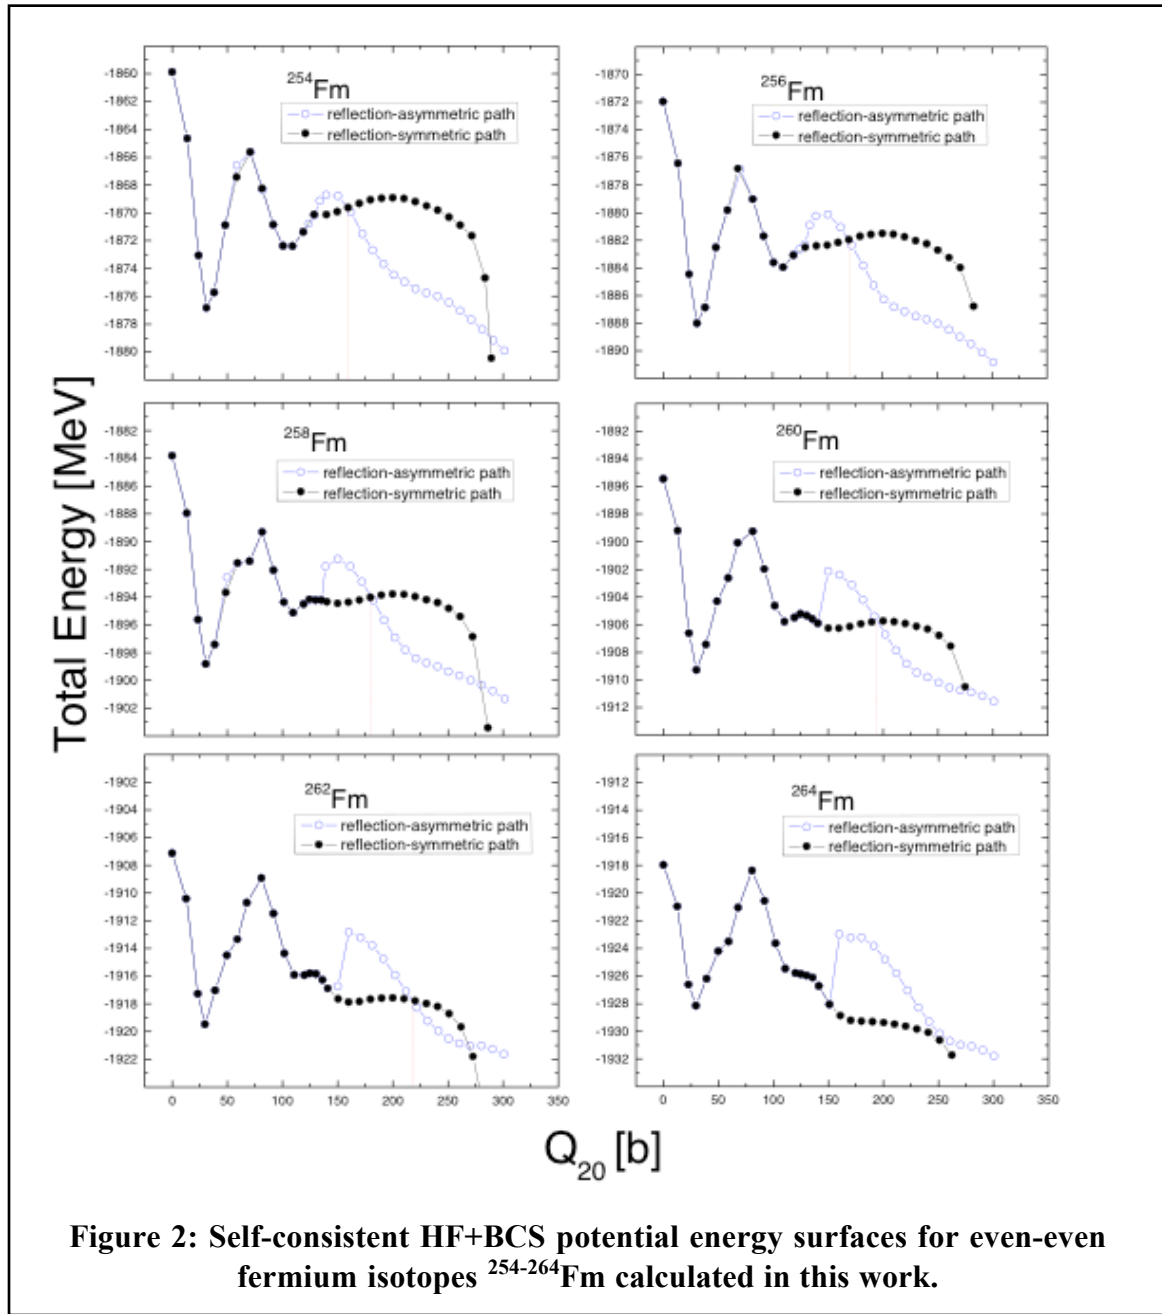 Total Energy [MeV]
²⁵⁴Fm
reflection-asymmetric path
reflection-symmetric path
-1860
-1862
-1864
-1866
-1868
-1870
-1872
-1874
-1876
-1878
-1880
²⁵⁶Fm
reflection-asymmetric path
reflection-symmetric path
-1870
-1872
-1874
-1876
-1878
-1880
-1882
-1884
-1886
-1888
-1890
²⁵⁸Fm
reflection-asymmetric path
reflection-symmetric path
-1882
-1884
-1886
-1888
-1890
-1892
-1894
-1896
-1898
-1900
-1902
²⁶⁰Fm
reflection-asymmetric path
reflection-symmetric path
-1892
-1894
-1896
-1898
-1900
-1902
-1904
-1906
-1908
-1910
-1912
²⁶²Fm
reflection-asymmetric path
reflection-symmetric path
-1902
-1904
-1906
-1908
-1910
-1912
-1914
-1916
-1918
-1920
-1922
0 50 100 150 200 250 300 350
²⁶⁴Fm
reflection-asymmetric path
reflection-symmetric path
-1912
-1914
-1916
-1918
-1920
-1922
-1924
-1926
-1928
-1930
-1932
0 50 100 150 200 250 300 350
Q₂₀ [b]
Figure 2: Self-consistent HF+BCS potential energy surfaces for even-even
fermium isotopes ²⁵⁴⁻²⁶⁴Fm calculated in this work.